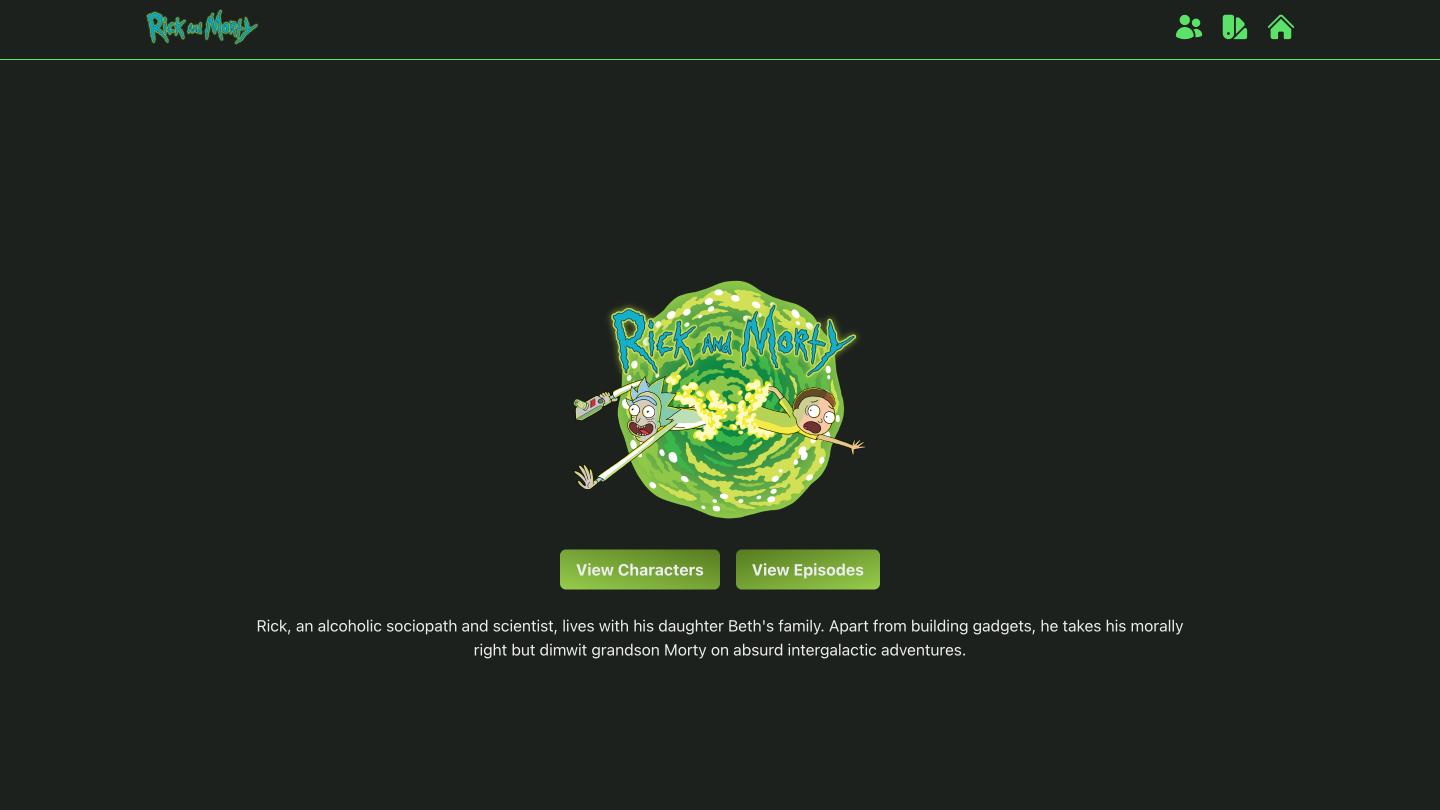 Rick and Morty
Rick and Morty
View Characters
View Episodes
Rick, an alcoholic sociopath and scientist, lives with his daughter Beth's family. Apart from building gadgets, he takes his morally
right but dimwit grandson Morty on absurd intergalactic adventures.